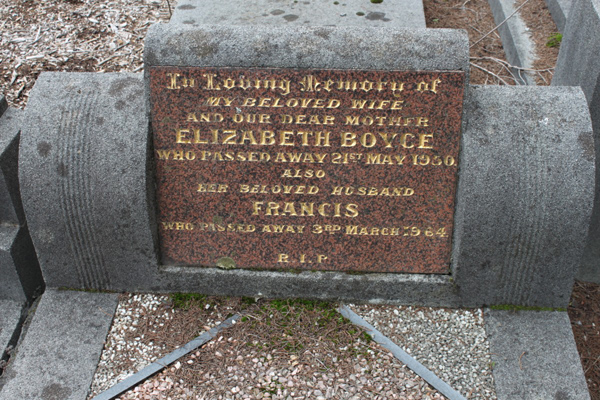 In Loving Memory of
MY BELOVED WIFE
AND OUR DEAR MOTHER
ELIZABETH BOYCE
WHO PASSED AWAY 21ST MAY 1950.
ALSO
HER BELOVED HUSBAND
FRANCIS
WHO PASSED AWAY 3RD MARCH 1964
R.I.P